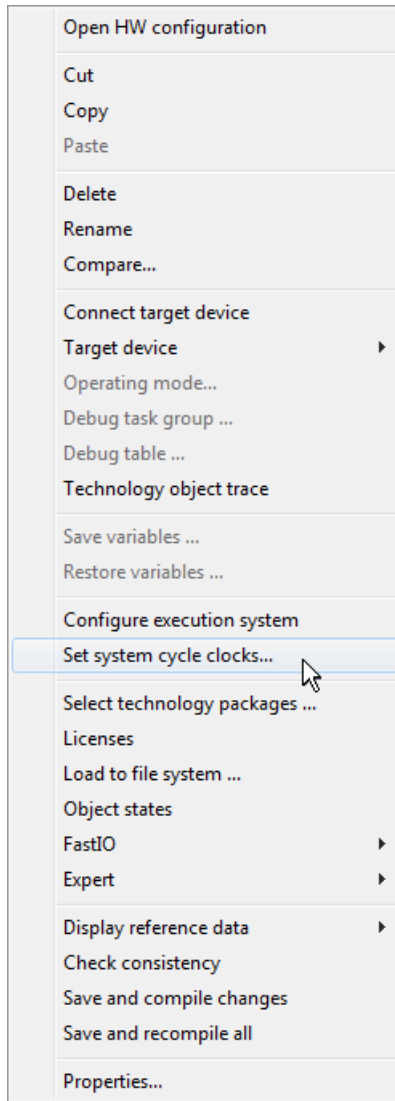 Open HW configuration
Cut
Copy
Paste
Delete
Rename
Compare...
Connect target device
Target device
Operating mode...
Debug task group ...
Debug table ...
Technology object trace
Save variables ...
Restore variables ...
Configure execution system
Set system cycle clocks...
Select technology packages ...
Licenses
Load to file system ...
Object states
FastIO
Expert
Display reference data
Check consistency
Save and compile changes
Save and recompile all
Properties...